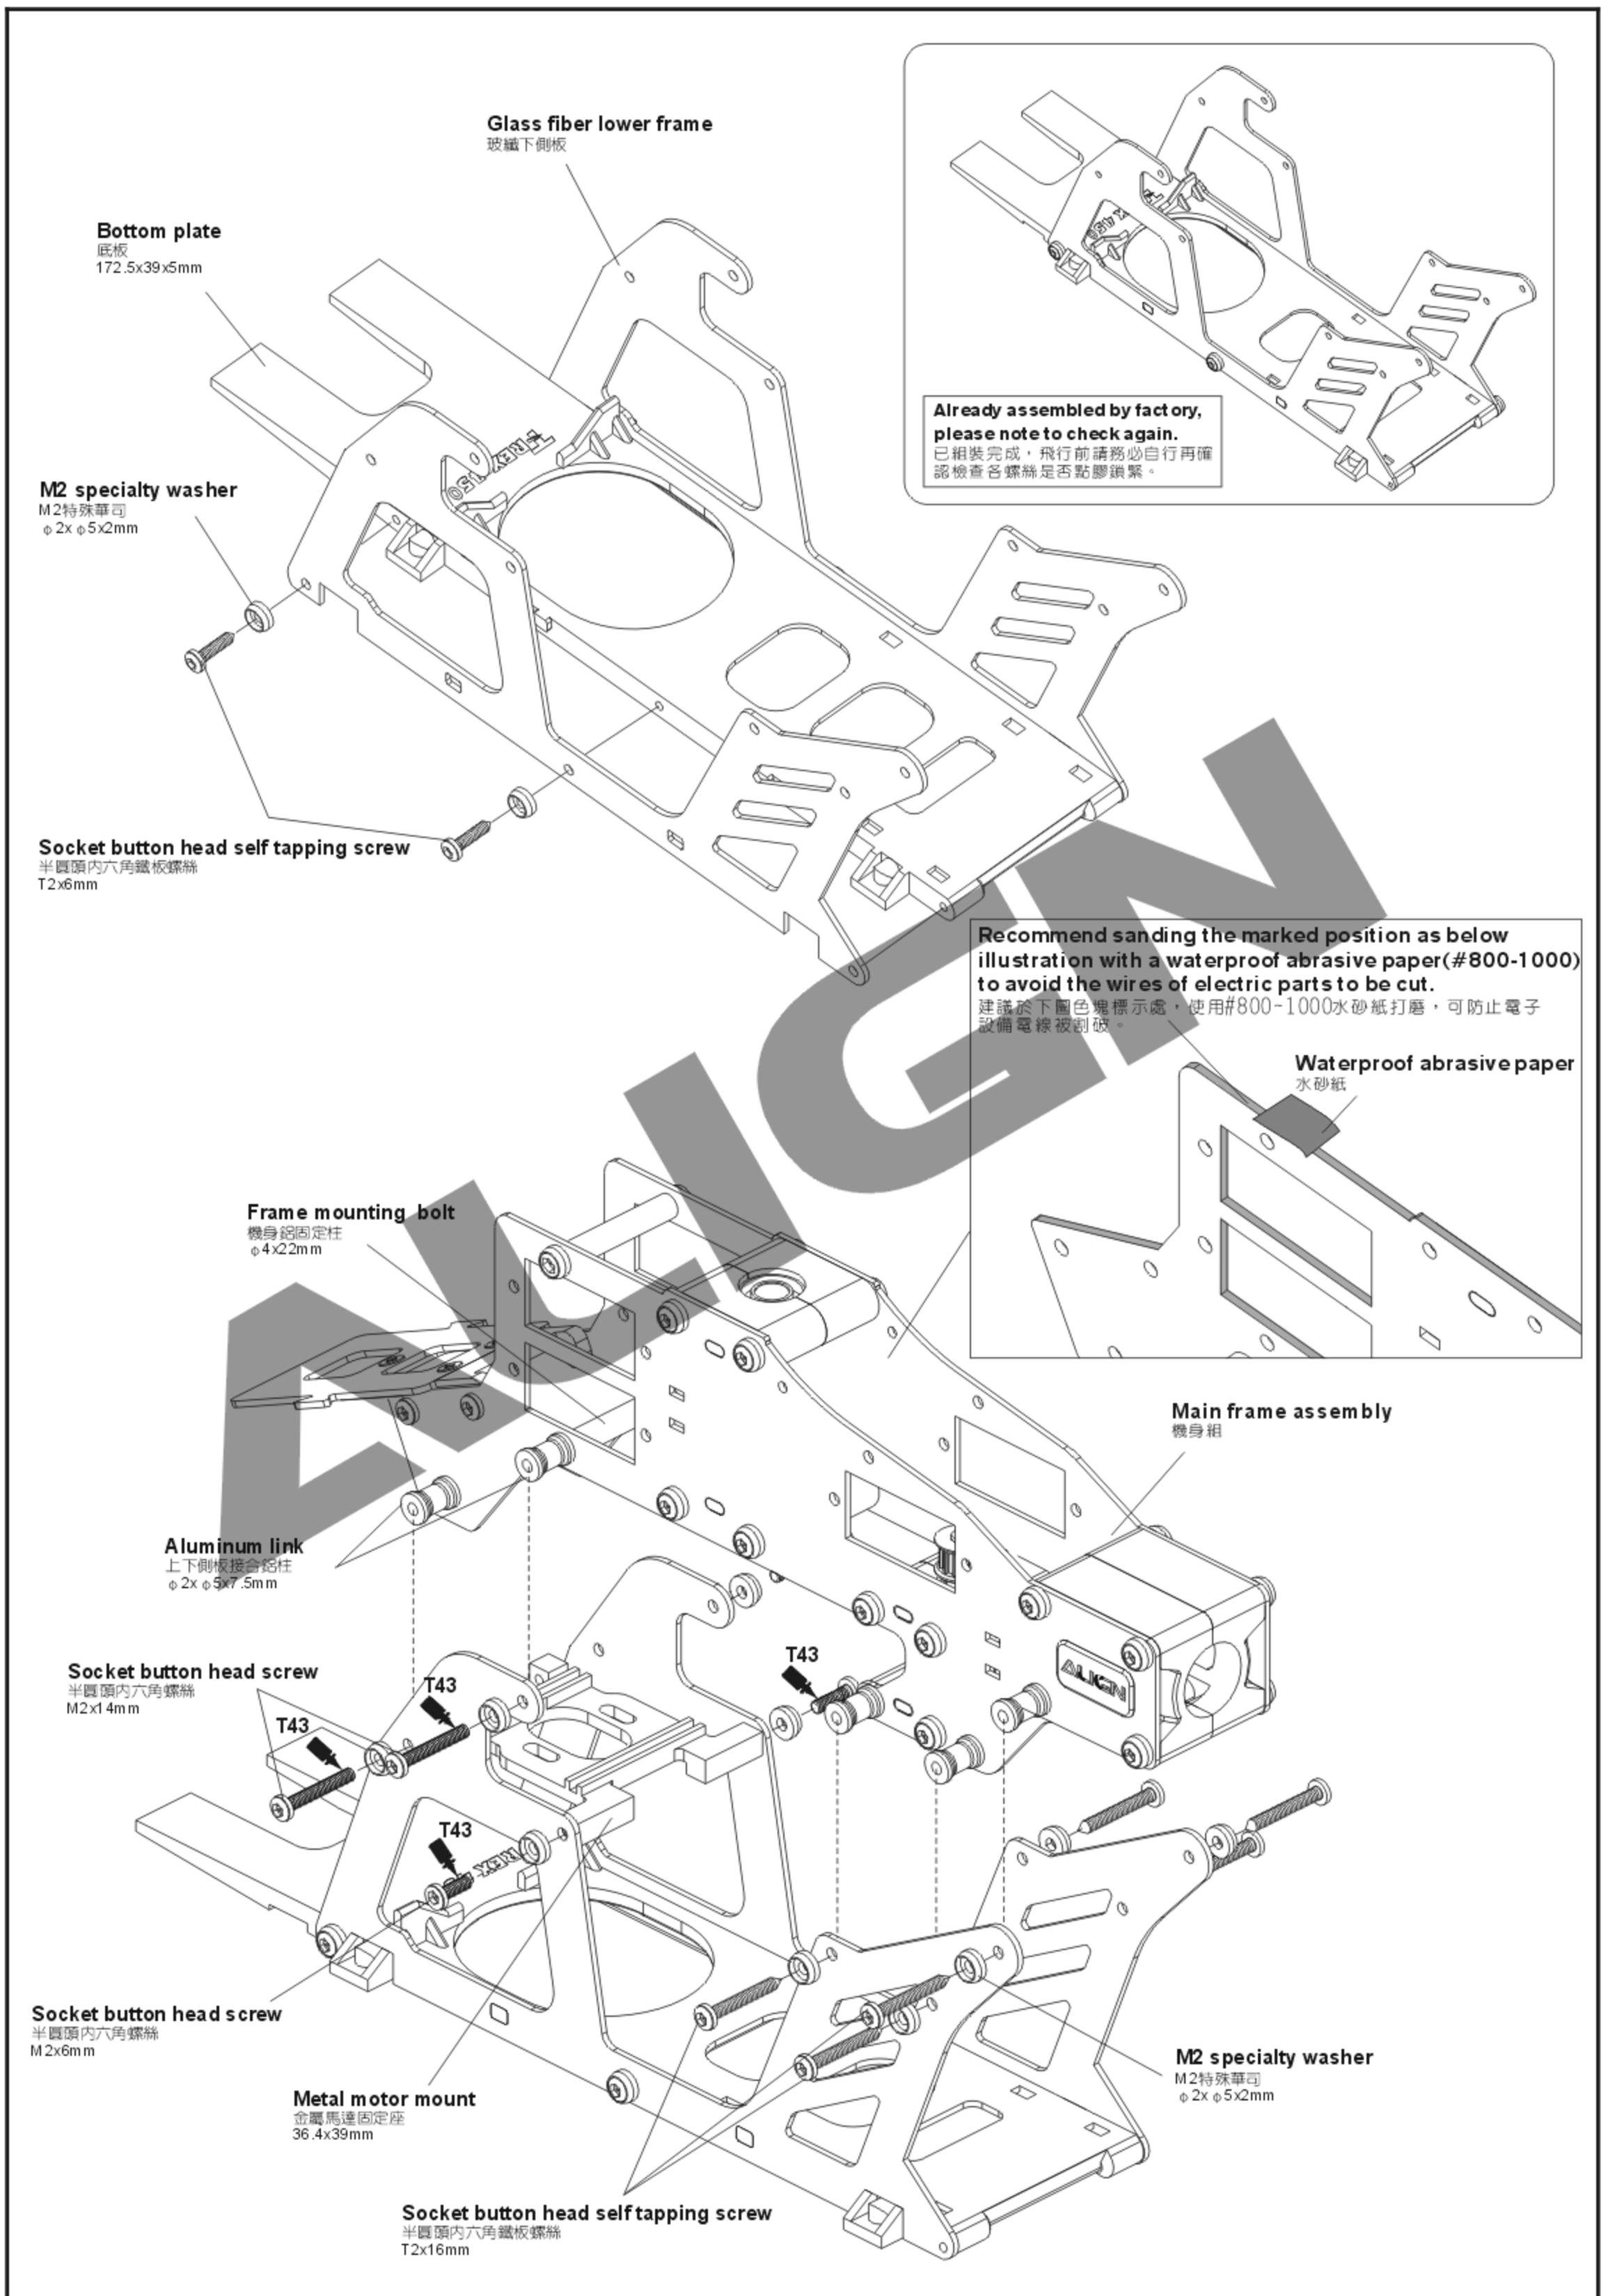 Glass fiber lower frame
玻纖下側板
Bottom plate
底板
172.5x39x5mm
M2 specialty washer
M2特殊華司
φ2xφ5x2mm
Socket button head self tapping screw
半圓頭內六角鐵板螺絲
T2x6mm
T-REX 450
Already assembled by factory,
please note to check again.
已組裝完成，飛行前請務必自行再確
認檢查各螺絲是否點膠鎖緊。
Recommend sanding the marked position as below
illustration with a waterproof abrasive paper(#800-1000)
to avoid the wires of electric parts to be cut.
建議於下圖色塊標示處，使用#800~1000水砂紙打磨，可防止電子
設備電線被割破。
Waterproof abrasive paper
水砂紙
ALIGN
Frame mounting bolt
機身鋁固定柱
φ4x22mm
Main frame assembly
機身組
Aluminum link
上下側板接合鋁柱
φ2xφ5x7.5mm
ALIGN
Socket button head screw
半圓頭內六角螺絲
M2x14mm
T43
T43
T43
T43
REX
Socket button head screw
半圓頭內六角螺絲
M2x6mm
Metal motor mount
金屬馬達固定座
36.4x39mm
M2 specialty washer
M2特殊華司
φ2xφ5x2mm
Socket button head self tapping screw
半圓頭內六角鐵板螺絲
T2x16mm